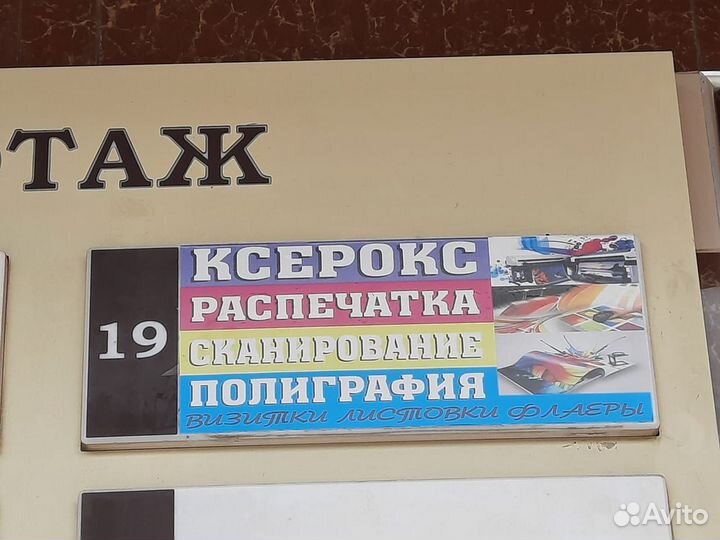 ЭТАЖ
19
КСЕРОКС
РАСПЕЧАТКА
СКАНИРОВАНИЕ
ПОЛИГРАФИЯ
ВИЗИТКИ ЛИСТОВКИ ФЛАЕРЫ
Avito